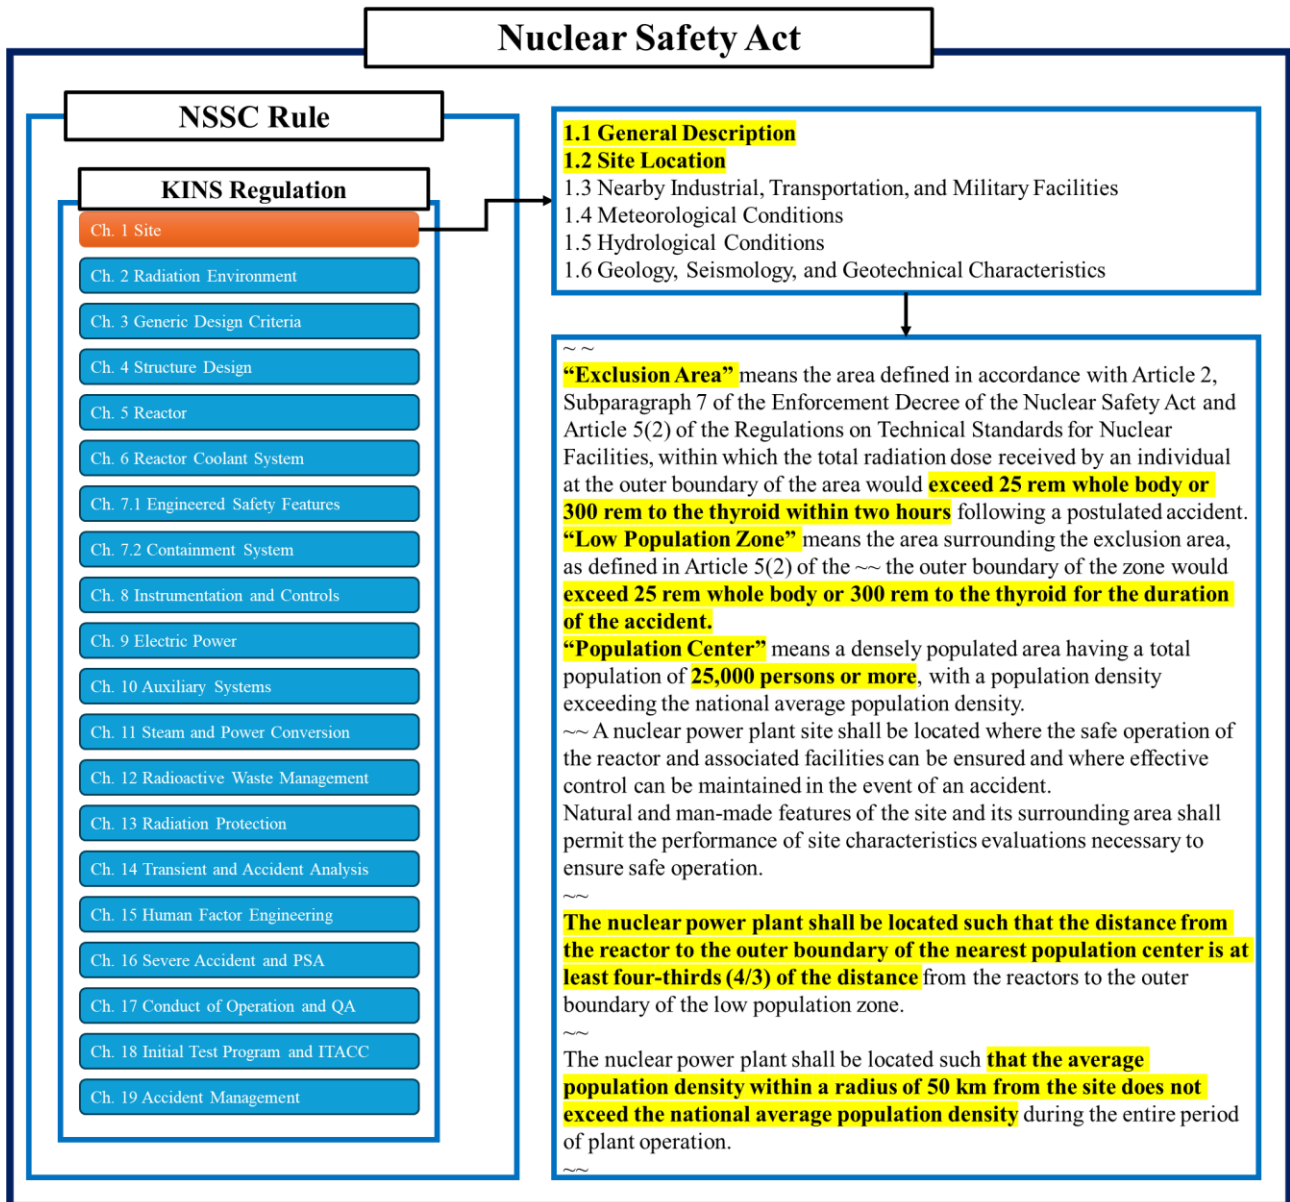 Nuclear Safety Act
NSSC Rule
KINS Regulation
Ch. 1 Site
Ch. 2 Radiation Environment
Ch. 3 Generic Design Criteria
Ch. 4 Structure Design
Ch. 5 Reactor
Ch. 6 Reactor Coolant System
Ch. 7.1 Engineered Safety Features
Ch. 7.2 Containment System
Ch. 8 Instrumentation and Controls
Ch. 9 Electric Power
Ch. 10 Auxiliary Systems
Ch. 11 Steam and Power Conversion
Ch. 12 Radioactive Waste Management
Ch. 13 Radiation Protection
Ch. 14 Transient and Accident Analysis
Ch. 15 Human Factor Engineering
Ch. 16 Severe Accident and PSA
Ch. 17 Conduct of Operation and QA
Ch. 18 Initial Test Program and ITACC
Ch. 19 Accident Management
1.1 General Description
1.2 Site Location
1.3 Nearby Industrial, Transportation, and Military Facilities
1.4 Meteorological Conditions
1.5 Hydrological Conditions
1.6 Geology, Seismology, and Geotechnical Characteristics
~ ~
“Exclusion Area” means the area defined in accordance with Article 2,
Subparagraph 7 of the Enforcement Decree of the Nuclear Safety Act and
Article 5(2) of the Regulations on Technical Standards for Nuclear
Facilities, within which the total radiation dose received by an individual
at the outer boundary of the area would exceed 25 rem whole body or
300 rem to the thyroid within two hours following a postulated accident.
“Low Population Zone” means the area surrounding the exclusion area,
as defined in Article 5(2) of the ~~ the outer boundary of the zone would
exceed 25 rem whole body or 300 rem to the thyroid for the duration
of the accident.
“Population Center” means a densely populated area having a total
population of 25,000 persons or more, with a population density
exceeding the national average population density.
~~ A nuclear power plant site shall be located where the safe operation of
the reactor and associated facilities can be ensured and where effective
control can be maintained in the event of an accident.
Natural and man-made features of the site and its surrounding area shall
permit the performance of site characteristics evaluations necessary to
ensure safe operation.
~~
The nuclear power plant shall be located such that the distance from
the reactor to the outer boundary of the nearest population center is at
least four-thirds (4/3) of the distance from the reactors to the outer
boundary of the low population zone.
~~
The nuclear power plant shall be located such that the average
population density within a radius of 50 km from the site does not
exceed the national average population density during the entire period
of plant operation.
~~